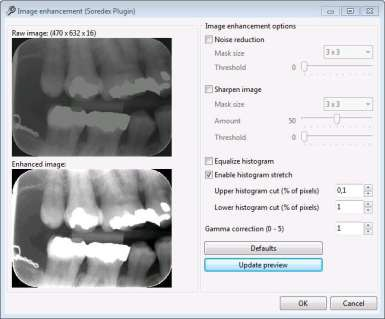 Image enhancement (Soredex Plugin)
Raw image: (470 x 632 x 16)
Enhanced image:
Image enhancement options
Noise reduction
Mask size 3 x 3
Threshold 0
Sharpen image
Mask size 3 x 3
Amount 50
Threshold 0
Equalize histogram
Enable histogram stretch
Upper histogram cut (% of pixels) 0,1
Lower histogram cut (% of pixels) 1
Gamma correction (0 - 5) 1
Defaults
Update preview
OK Cancel